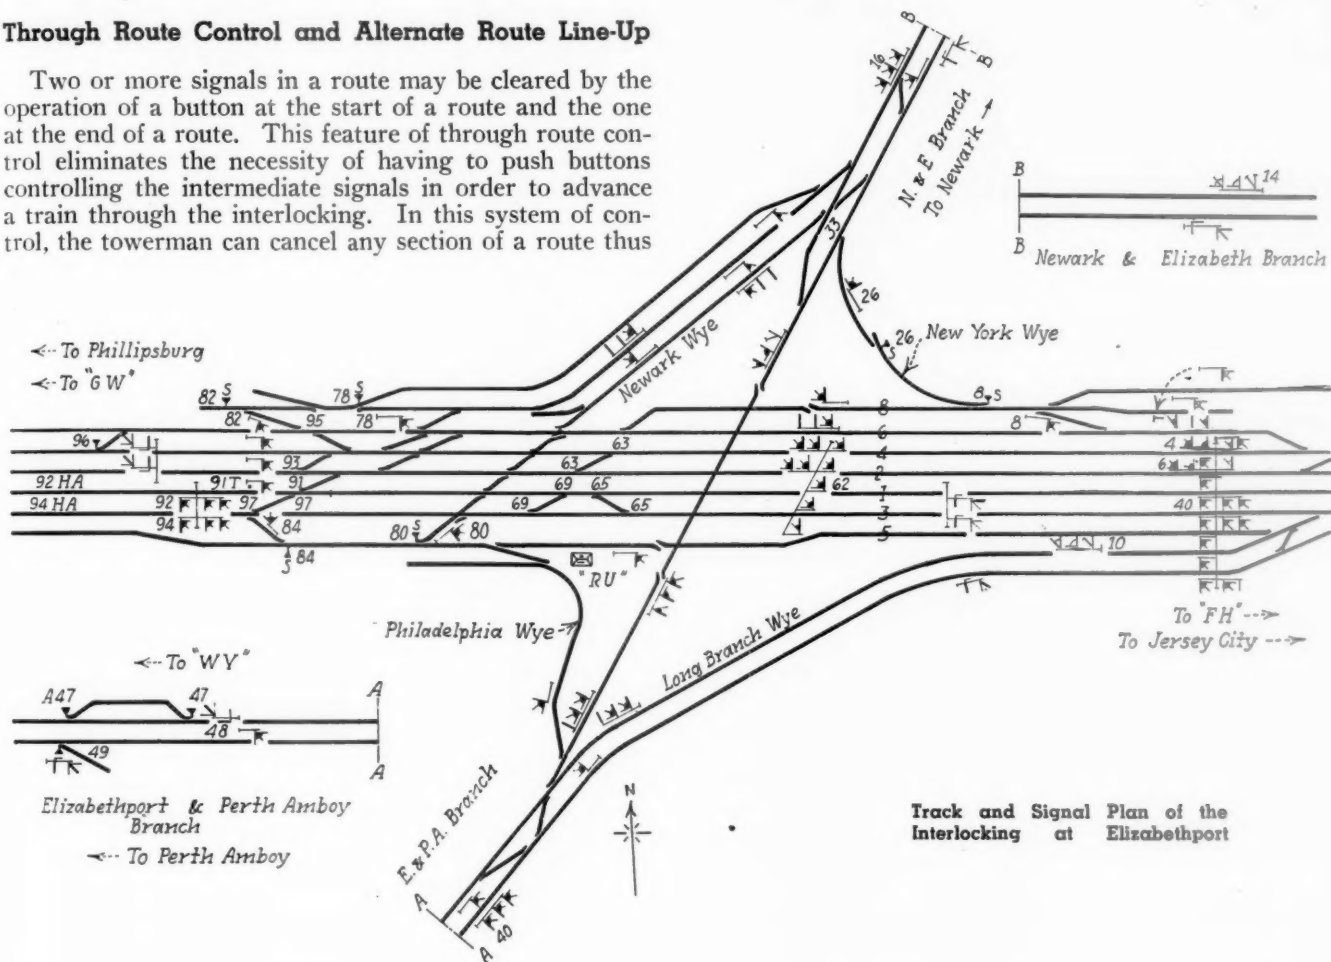 Through Route Control and Alternate Route Line-Up
Two or more signals in a route may be cleared by the
operation of a button at the start of a route and the one
at the end of a route. This feature of through route con-
trol eliminates the necessity of having to push buttons
controlling the intermediate signals in order to advance
a train through the interlocking. In this system of con-
trol, the towerman can cancel any section of a route thus
B
B
16
N. & E Branch
To Newark
33
26
26
S
New York Wye
B
14
B
Newark & Elizabeth Branch
To Phillipsburg
To "GW"
Newark Wye
82 S
78 S
82
95
78
96
93
63
63
92 HA
91T.
91
69
65
94 HA
92
97
97
69
65
94
84
S 84
80 S
80
"RU"
8 S
8
8
6
4
2
1
3
5
62
4
6
40
10
To "FH"
To Jersey City
Philadelphia Wye
Long Branch Wye
To "WY"
A47
47
48
49
A
A
Elizabethport & Perth Amboy
Branch
To Perth Amboy
E. & P.A. Branch
A
A
40
N
Track and Signal Plan of the
Interlocking at Elizabethport